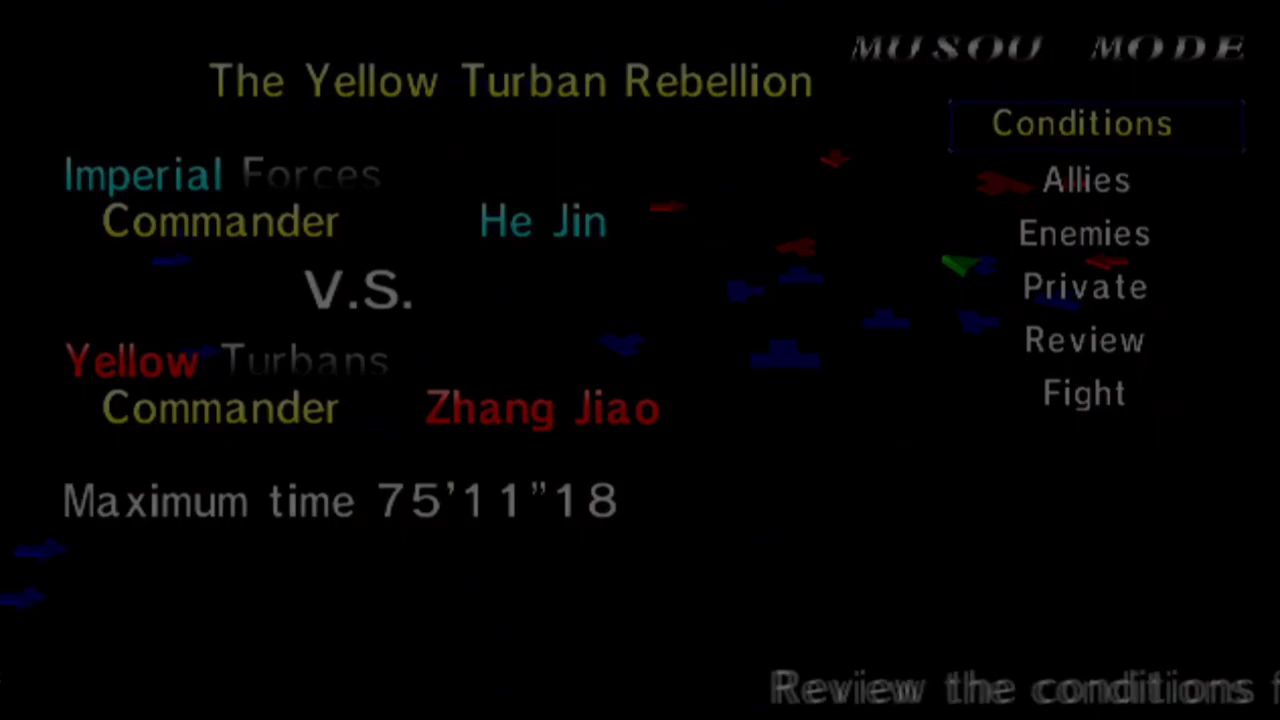 MUSOU MODE
The Yellow Turban Rebellion
Conditions
Imperial Forces
Allies
Commander He Jin
Enemies
V.S.
Private
Review
Yellow Turbans
Commander Zhang Jiao
Fight
Maximum time 75'11"18
Review the conditions